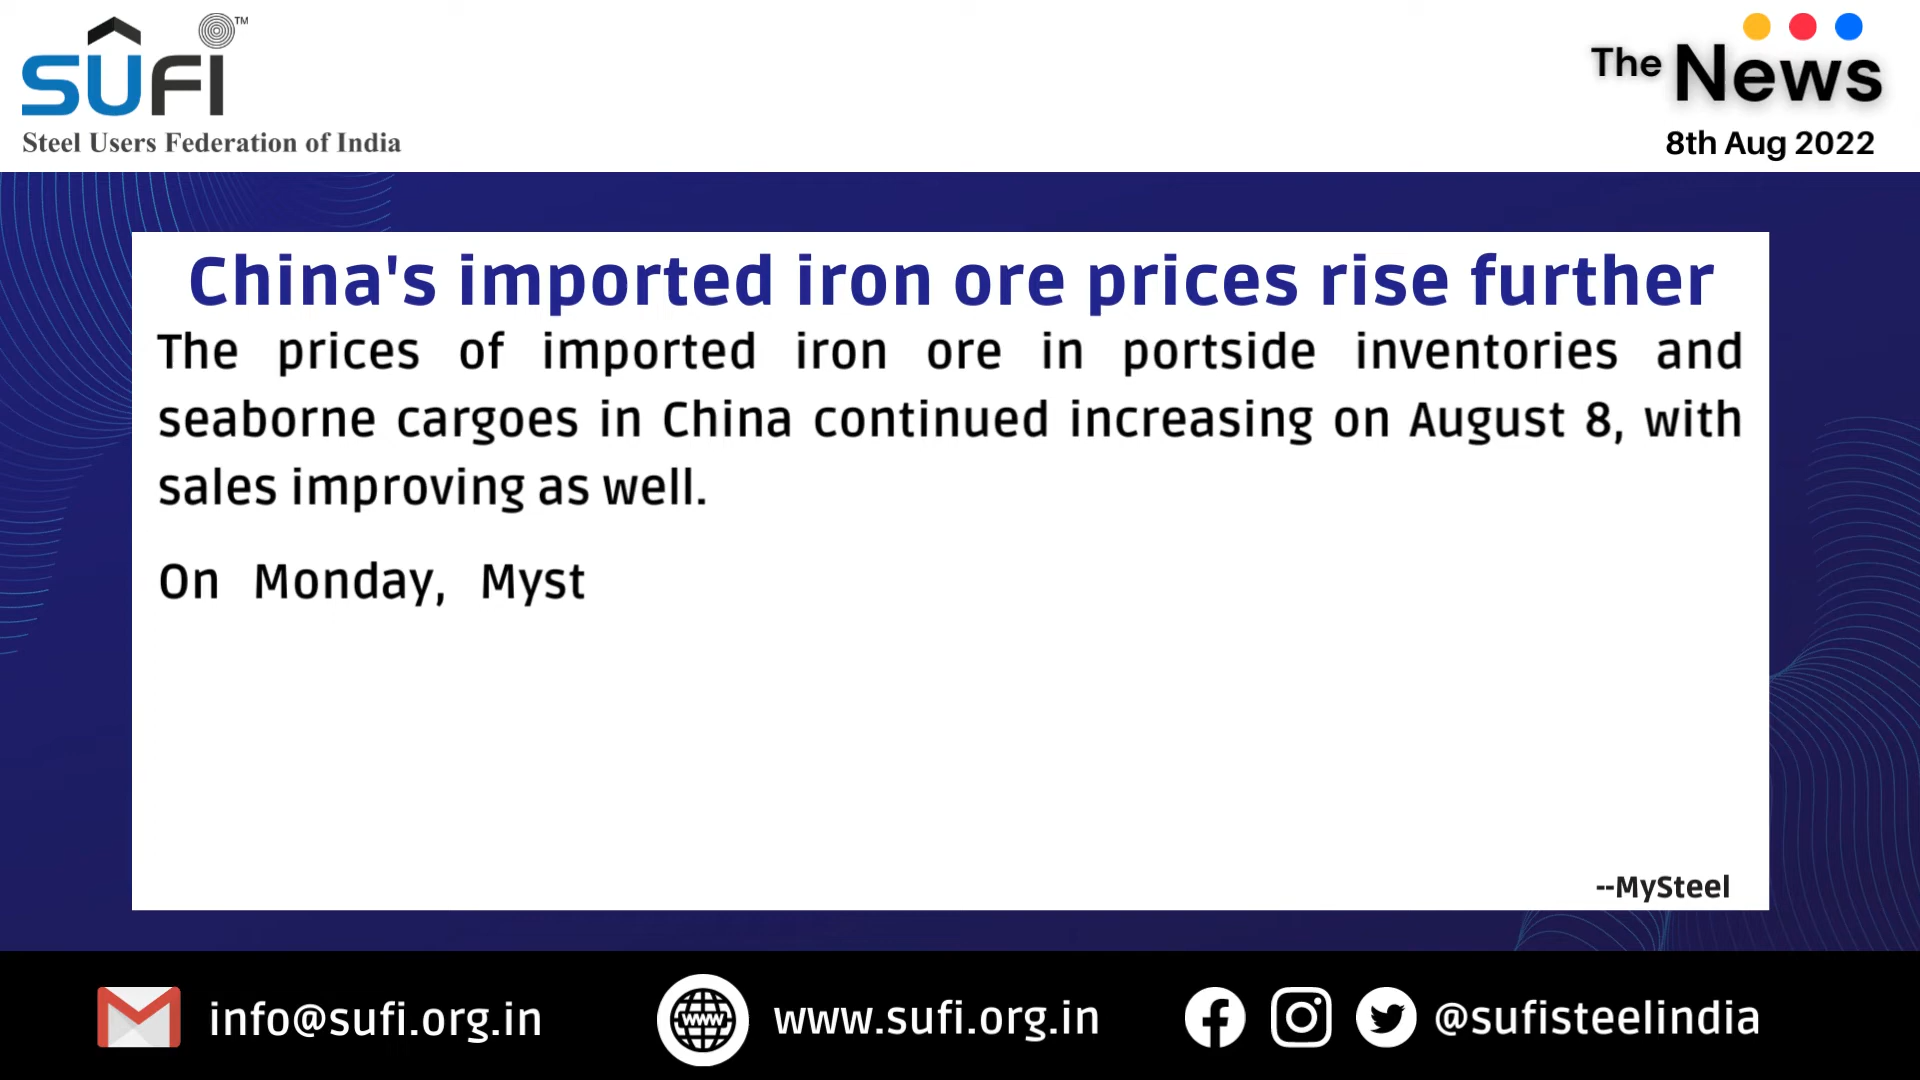 SUFI™
Steel Users Federation of India
The News
8th Aug 2022
China's imported iron ore prices rise further
The prices of imported iron ore in portside inventories and
seaborne cargoes in China continued increasing on August 8, with
sales improving as well.
On Monday, Myst
--MySteel
info@sufi.org.in
www
www.sufi.org.in
@sufisteelindia